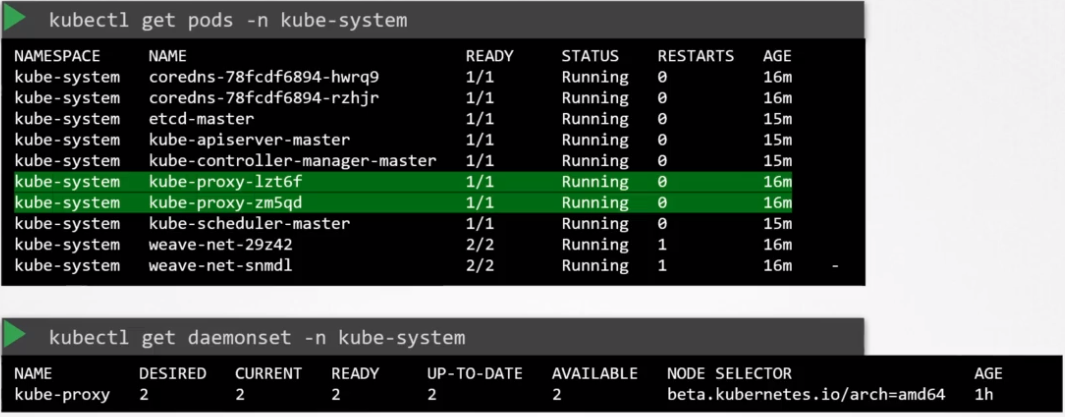 kubectl get pods -n kube-system
NAMESPACE NAME READY STATUS RESTARTS AGE
kube-system coredns-78fcdf6894-hwrq9 1/1 Running 0 16m
kube-system coredns-78fcdf6894-rzhjr 1/1 Running 0 16m
kube-system etcd-master 1/1 Running 0 15m
kube-system kube-apiserver-master 1/1 Running 0 15m
kube-system kube-controller-manager-master 1/1 Running 0 15m
kube-system kube-proxy-lzt6f 1/1 Running 0 16m
kube-system kube-proxy-zm5qd 1/1 Running 0 16m
kube-system kube-scheduler-master 1/1 Running 0 15m
kube-system weave-net-29z42 2/2 Running 1 16m
kube-system weave-net-snmdl 2/2 Running 1 16m -
kubectl get daemonset -n kube-system
NAME DESIRED CURRENT READY UP-TO-DATE AVAILABLE NODE SELECTOR AGE
kube-proxy 2 2 2 2 2 beta.kubernetes.io/arch=amd64 1h